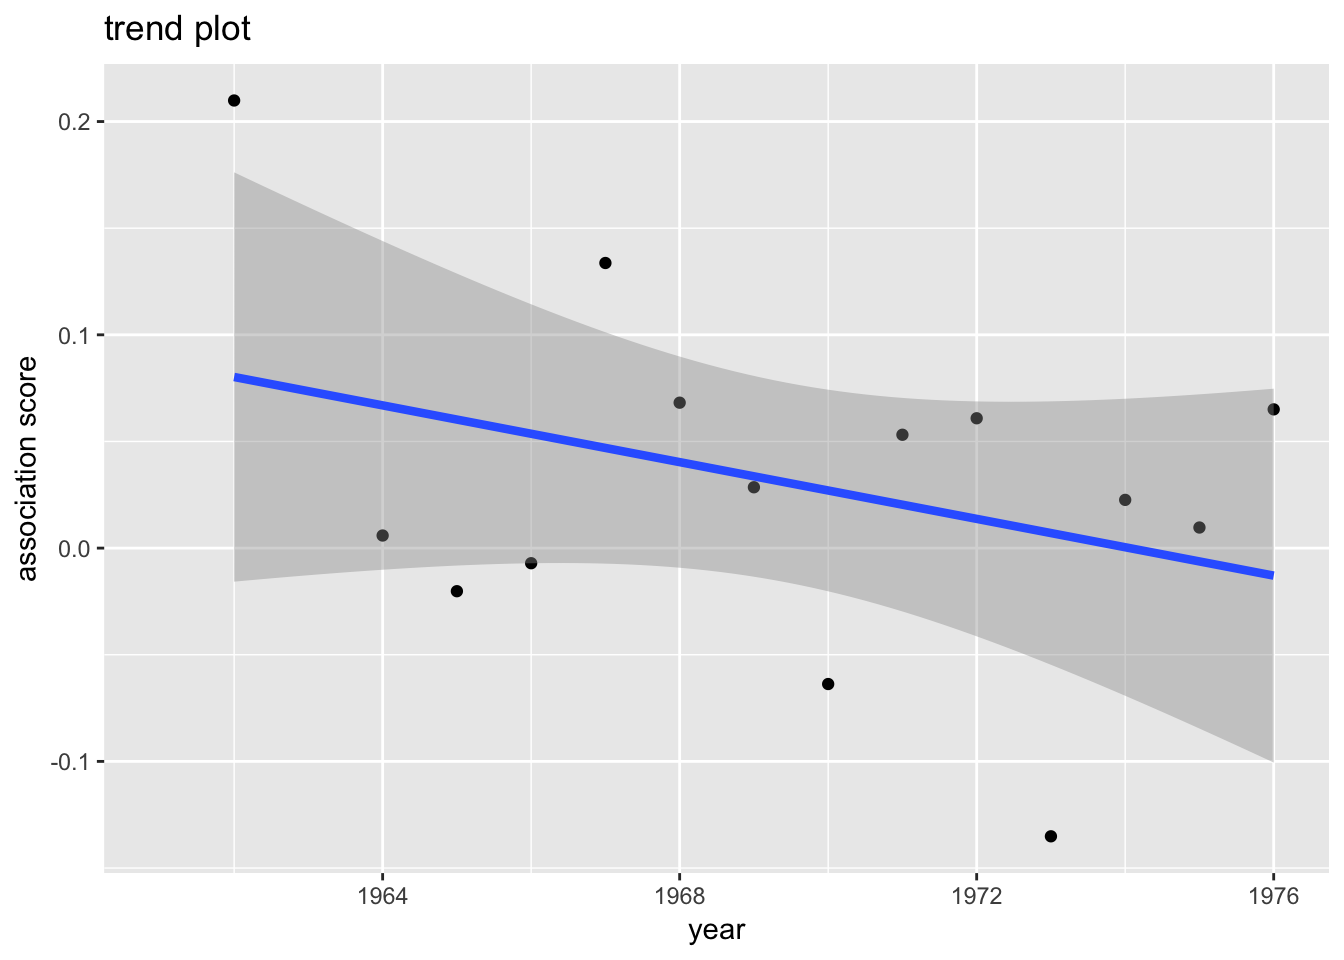 trend plot
association score
0.2
0.1
0.0
-0.1
1964 1968 1972 1976
year